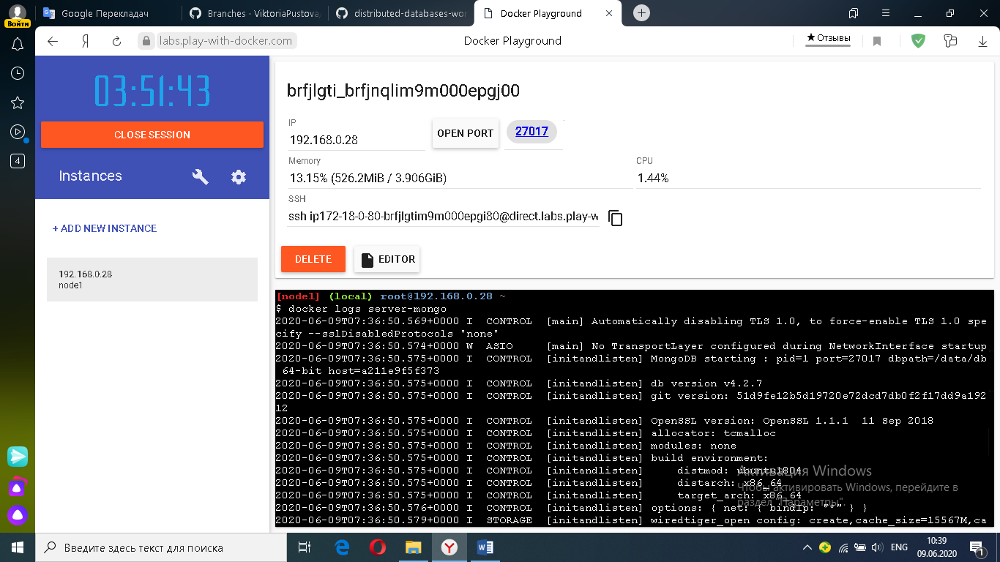 Войти
Google Перекладач
Branches · ViktoriaPustova
distributed-databases-wor
Docker Playground
labs.play-with-docker.com
Docker Playground
★ Отзывы
4
03:51:43
CLOSE SESSION
Instances
+ ADD NEW INSTANCE
192.168.0.28
node1
brfjlgti_brfjnqlim9m000epgj00
IP
192.168.0.28
OPEN PORT
27017
Memory
13.15% (526.2MiB / 3.906GiB)
CPU
1.44%
SSH
ssh ip172-18-0-80-brfjlgtim9m000epgi80@direct.labs.play-w
DELETE
EDITOR
[node1] (local) root@192.168.0.28 ~
$ docker logs server-mongo
2020-06-09T07:36:50.569+0000 I  CONTROL  [main] Automatically disabling TLS 1.0, to force-enable TLS 1.0 spe
cify --sslDisabledProtocols 'none'
2020-06-09T07:36:50.574+0000 W  ASIO     [main] No TransportLayer configured during NetworkInterface startup
2020-06-09T07:36:50.575+0000 I  CONTROL  [initandlisten] MongoDB starting : pid=1 port=27017 dbpath=/data/db
64-bit host=a211e9f5f373
2020-06-09T07:36:50.575+0000 I  CONTROL  [initandlisten] db version v4.2.7
2020-06-09T07:36:50.575+0000 I  CONTROL  [initandlisten] git version: 51d9fe12b5d19720e72dcd7db0f2f17dd9a192
12
2020-06-09T07:36:50.575+0000 I  CONTROL  [initandlisten] OpenSSL version: OpenSSL 1.1.1  11 Sep 2018
2020-06-09T07:36:50.575+0000 I  CONTROL  [initandlisten] allocator: tcmalloc
2020-06-09T07:36:50.575+0000 I  CONTROL  [initandlisten] modules: none
2020-06-09T07:36:50.575+0000 I  CONTROL  [initandlisten] build environment:
2020-06-09T07:36:50.575+0000 I  CONTROL  [initandlisten]     distmod: ubuntu1804
2020-06-09T07:36:50.575+0000 I  CONTROL  [initandlisten]     distarch: x86_64
2020-06-09T07:36:50.575+0000 I  CONTROL  [initandlisten]     target_arch: x86_64
2020-06-09T07:36:50.576+0000 I  CONTROL  [initandlisten] options: { net: { bindIp: "*" } }
2020-06-09T07:36:50.579+0000 I  STORAGE  [initandlisten] wiredtiger_open config: create,cache_size=15567M,ca
Активация Windows
Чтобы активировать Windows, перейдите в
раздел "Параметры".
Введите здесь текст для поиска
ENG
10:39
09.06.2020
1